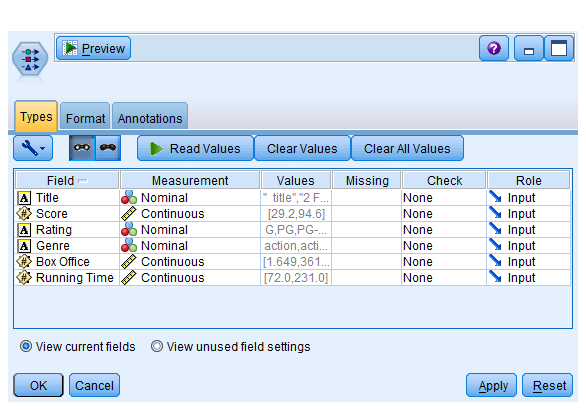 Preview
Types Format Annotations
Read Values Clear Values Clear All Values
Field Measurement Values Missing Check Role
Title Nominal " title","2 F... None Input
Score Continuous [29.2,94.6] None Input
Rating Nominal G,PG,PG-... None Input
Genre Nominal action,acti... None Input
Box Office Continuous [1.649,361... None Input
Running Time Continuous [72.0,231.0] None Input
View current fields View unused field settings
OK Cancel Apply Reset